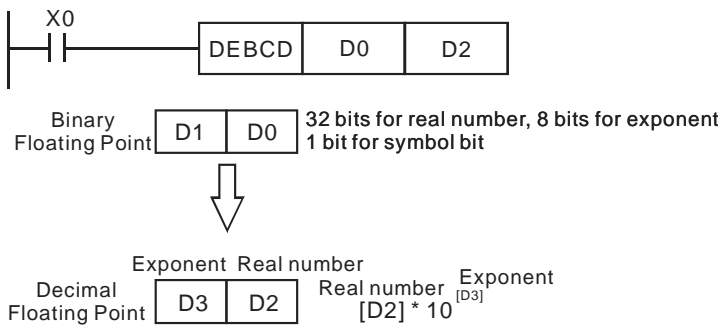 X0
DEBCD D0 D2
Binary
Floating Point
D1 D0
32 bits for real number, 8 bits for exponent
1 bit for symbol bit
Exponent Real number
Decimal
Floating Point
D3 D2
Real number Exponent
[D2] * 10 [D3]